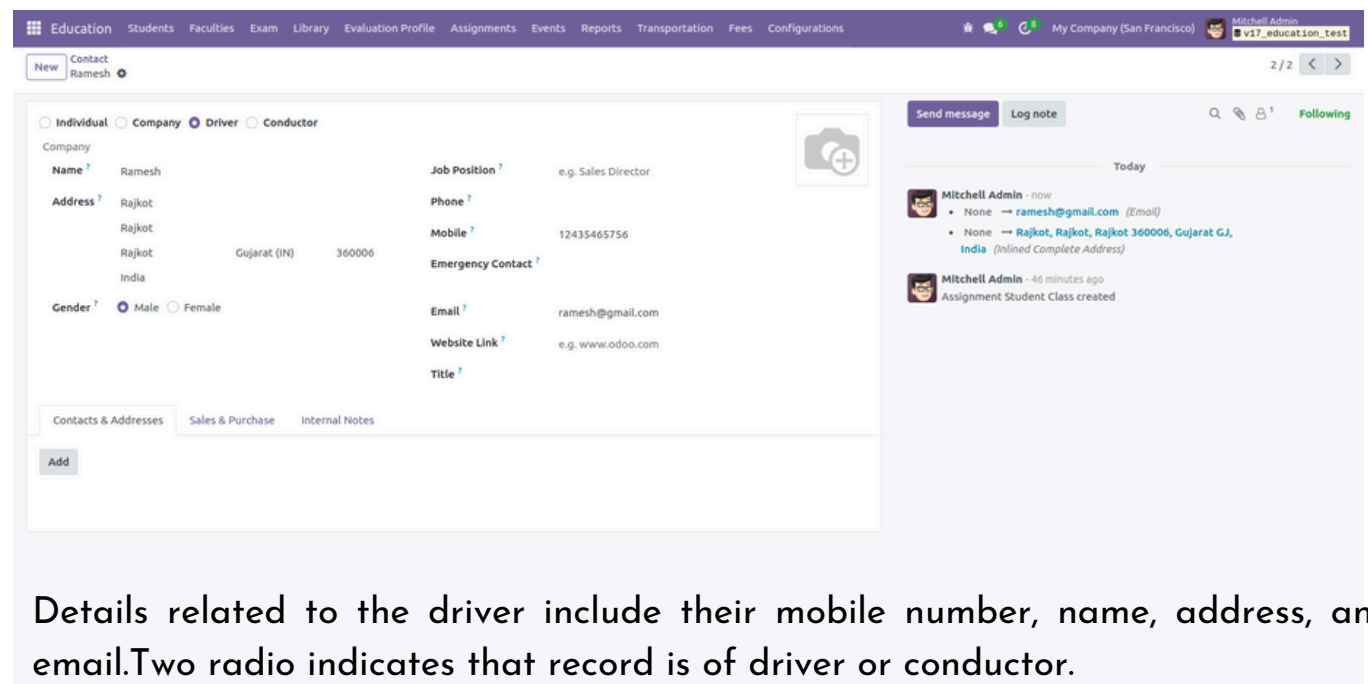 Education Students Faculties Exam Library Evaluation Profile Assignments Events Reports Transportation Fees Configurations 6 8 My Company (San Francisco) Mitchell Admin
v17_education_test
New Contact
Ramesh
2 / 2
Individual Company Driver Conductor
Company
Name ? Ramesh
Address ? Rajkot
Rajkot
Rajkot Gujarat (IN) 360006
India
Gender ? Male Female
Job Position ? e.g. Sales Director
Phone ?
Mobile ? 12435465756
Emergency Contact ?
Email ? ramesh@gmail.com
Website Link ? e.g. www.odoo.com
Title ?
Contacts & Addresses Sales & Purchase Internal Notes
Add
Send message Log note 1 Following
Today
Mitchell Admin - now
• None → ramesh@gmail.com (Email)
• None → Rajkot, Rajkot, Rajkot 360006, Gujarat GJ,
India (Inlined Complete Address)
Mitchell Admin - 46 minutes ago
Assignment Student Class created
Details related to the driver include their mobile number, name, address, an
email.Two radio indicates that record is of driver or conductor.